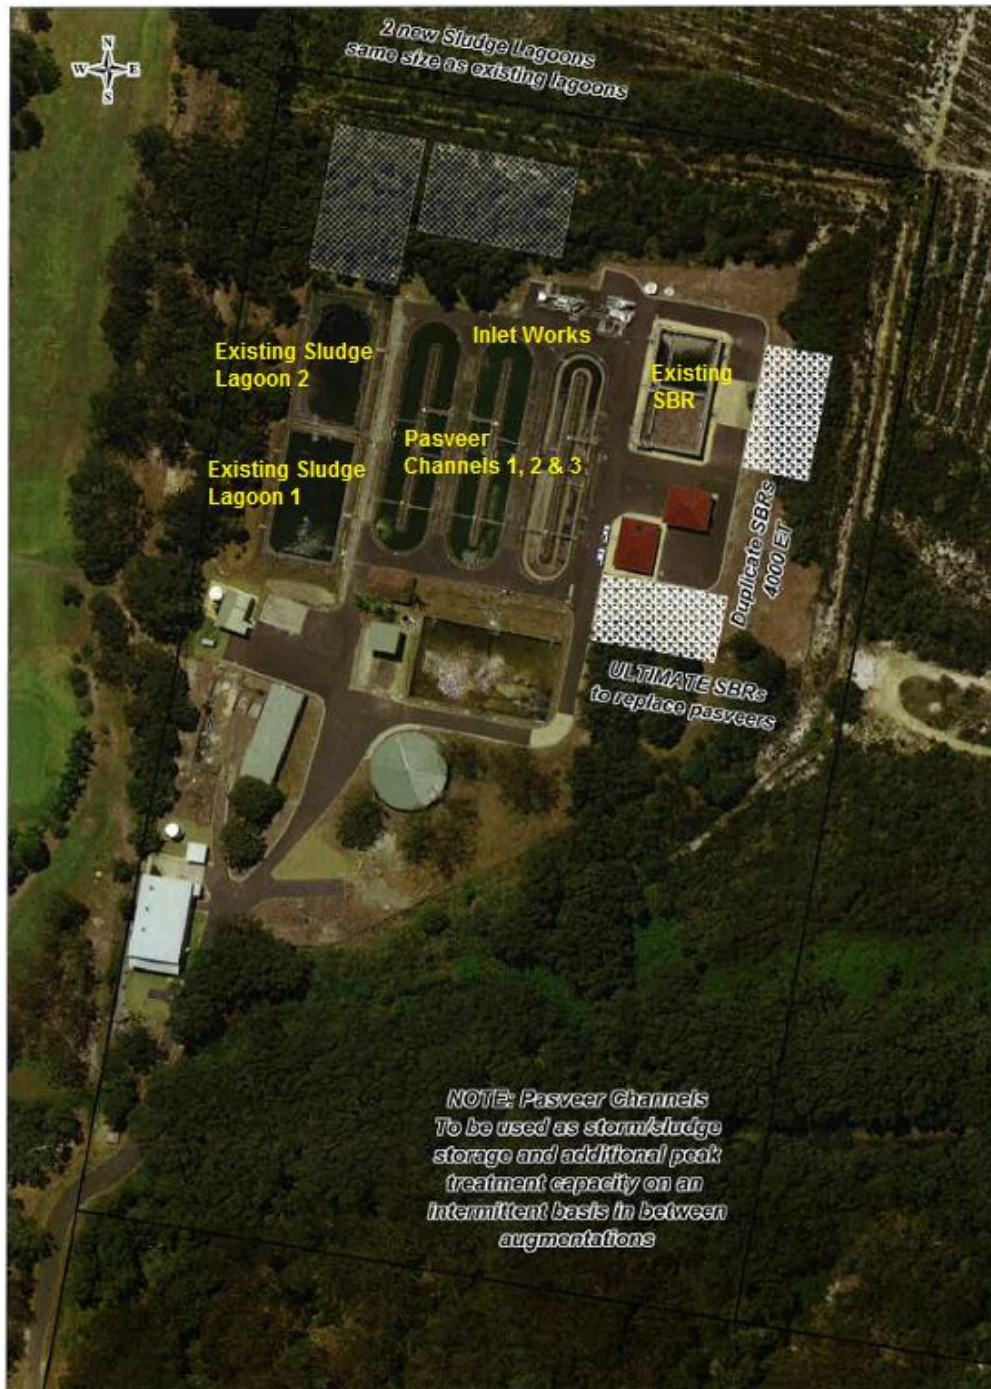 2 new Sludge Lagoons
same size as existing lagoons
N
W E
S
Inlet Works
Existing Sludge
Lagoon 2
Existing
SBR
Pasveer
Channels 1, 2 & 3
Existing Sludge
Lagoon 1
Duplicate SBRs
4000 ET
ULTIMATE SBRs
to replace pasveers
NOTE: Pasveer Channels
To be used as storm/sludge
storage and additional peak
treatment capacity on an
intermittent basis in between
augmentations